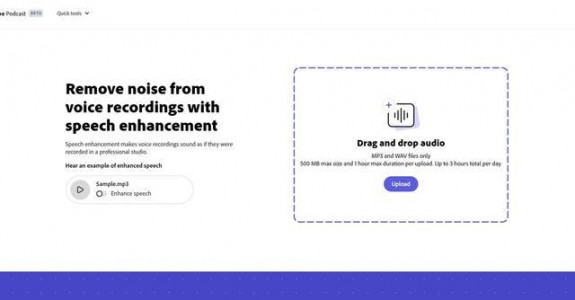 Podcast BETA
Quick tools
Remove noise from
voice recordings with
speech enhancement
Speech enhancement makes voice recordings sound as if they were
recorded in a professional studio.
Hear an example of enhanced speech
Sample.mp3
Enhance speech
Drag and drop audio
MP3 and WAV files only
500 MB max size and 1 hour max duration per upload. Up to 3 hours total per day.
Upload